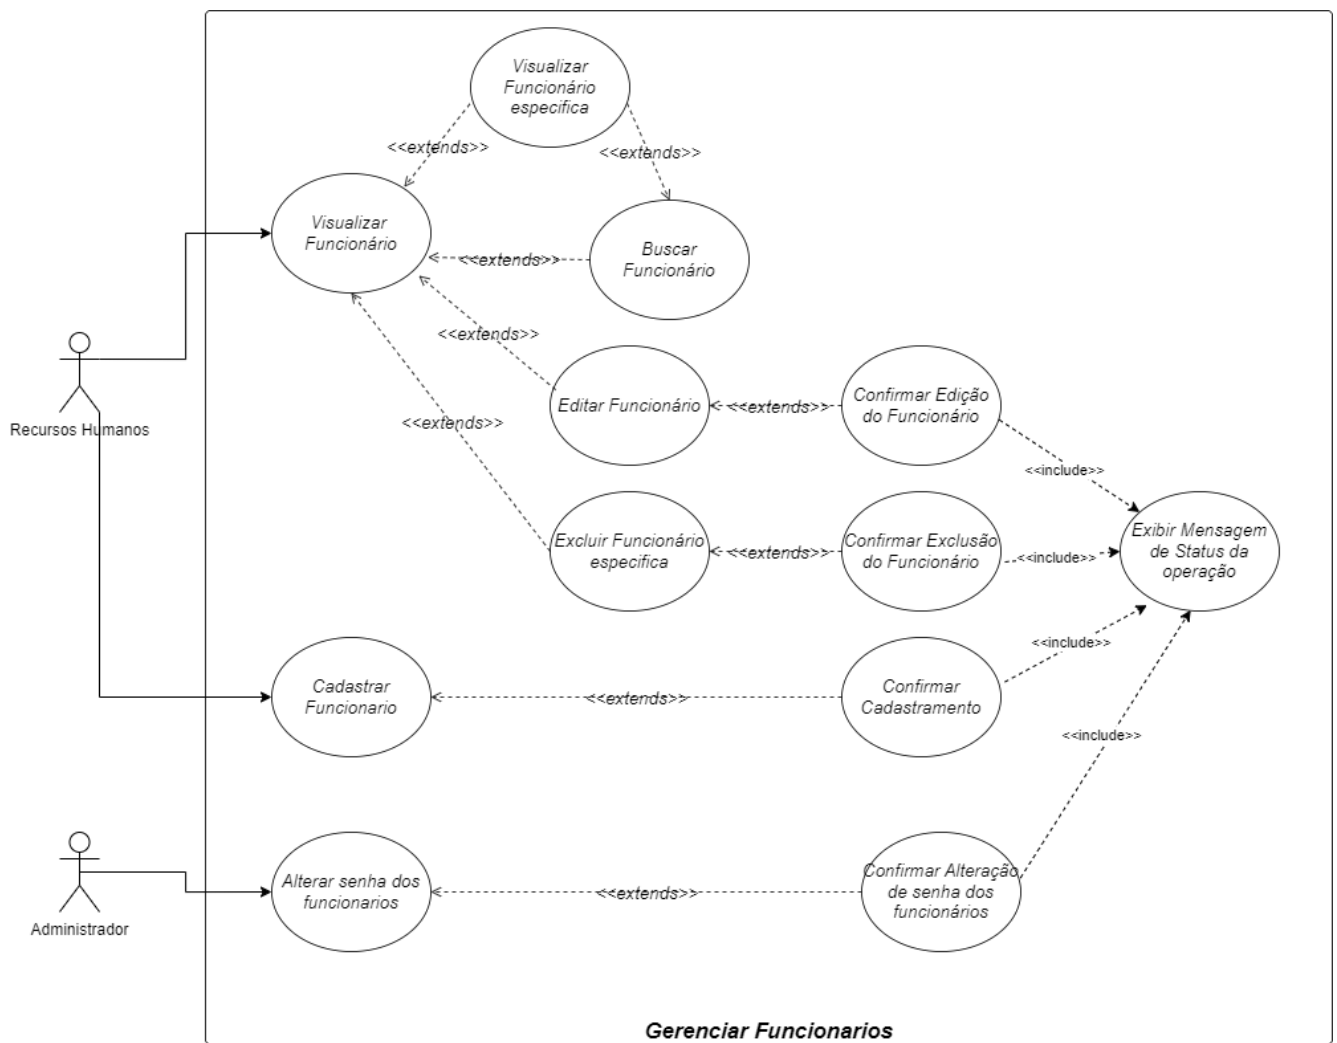 Visualizar
Funcionário
especifica
<<extends>>
<<extends>>
Visualizar
Funcionário
Buscar
Funcionário
<<extends>>
<<extends>>
Recursos Humanos
Editar Funcionário
<<extends>>
Confirmar Edição
do Funcionário
<<extends>>
<<include>>
Excluir Funcionário
especifica
<<extends>>
Confirmar Exclusão
do Funcionário
<<include>>
Exibir Mensagem
de Status da
operação
<<include>>
Cadastrar
Funcionario
<<extends>>
Confirmar
Cadastramento
<<include>>
Administrador
Alterar senha dos
funcionarios
<<extends>>
Confirmar Alteração
de senha dos
funcionários
Gerenciar Funcionarios